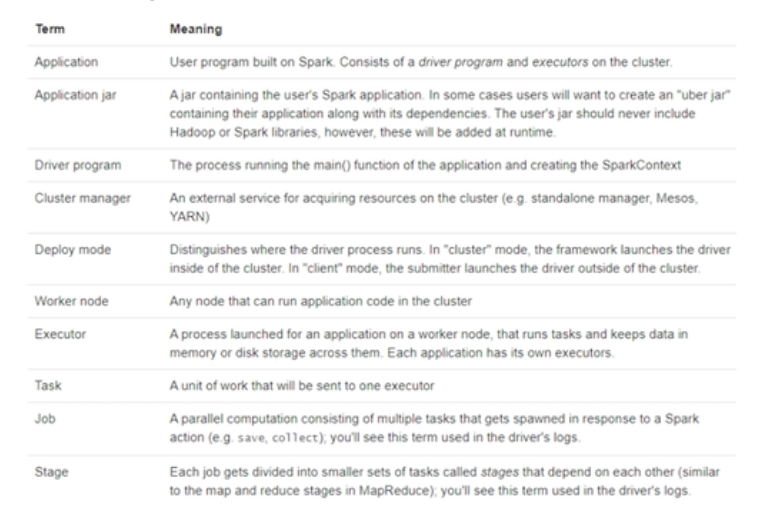 Term Meaning
Application User program built on Spark. Consists of a driver program and executors on the cluster.
Application jar A jar containing the user's Spark application. In some cases users will want to create an "uber jar"
containing their application along with its dependencies. The user's jar should never include
Hadoop or Spark libraries, however, these will be added at runtime.
Driver program The process running the main() function of the application and creating the SparkContext
Cluster manager An external service for acquiring resources on the cluster (e.g. standalone manager, Mesos,
YARN)
Deploy mode Distinguishes where the driver process runs. In "cluster" mode, the framework launches the driver
inside of the cluster. In "client" mode, the submitter launches the driver outside of the cluster.
Worker node Any node that can run application code in the cluster
Executor A process launched for an application on a worker node, that runs tasks and keeps data in
memory or disk storage across them. Each application has its own executors.
Task A unit of work that will be sent to one executor
Job A parallel computation consisting of multiple tasks that gets spawned in response to a Spark
action (e.g. save, collect); you'll see this term used in the driver's logs.
Stage Each job gets divided into smaller sets of tasks called stages that depend on each other (similar
to the map and reduce stages in MapReduce); you'll see this term used in the driver's logs.